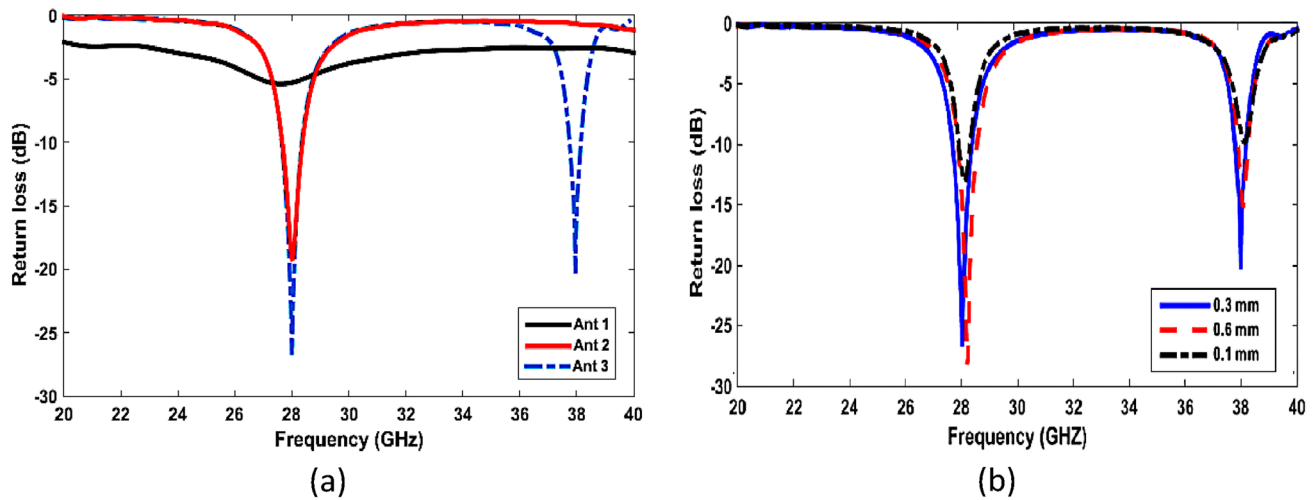 0
-5
-10
-15
-20
-25
-30
Return loss (dB)
20 22 24 26 28 30 32 34 36 38 40
Frequency (GHz)
Ant 1
Ant 2
Ant 3
(a)
0
-5
-10
-15
-20
-25
-30
Return loss (dB)
20 22 24 26 28 30 32 34 36 38 40
Frequency (GHZ)
0.3 mm
0.6 mm
0.1 mm
(b)